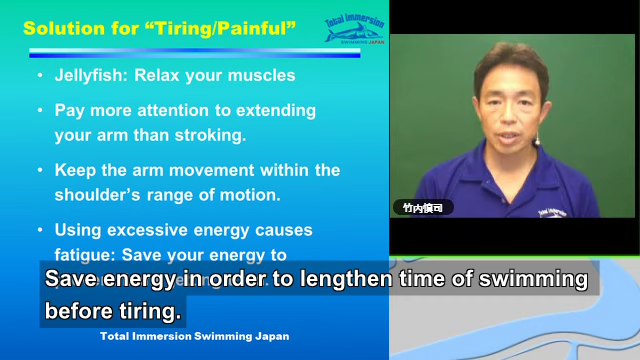 Solution for “Tiring/Painful”
Total Immersion
SWIMMING JAPAN
• Jellyfish: Relax your muscles
• Pay more attention to extending
your arm than stroking.
• Keep the arm movement within the
shoulder’s range of motion.
• Using excessive energy causes
fatigue: Save your energy to
Save energy in order to lengthen time of swimming
before tiring.
Total Immersion Swimming Japan
竹内慎司
Total Immersion